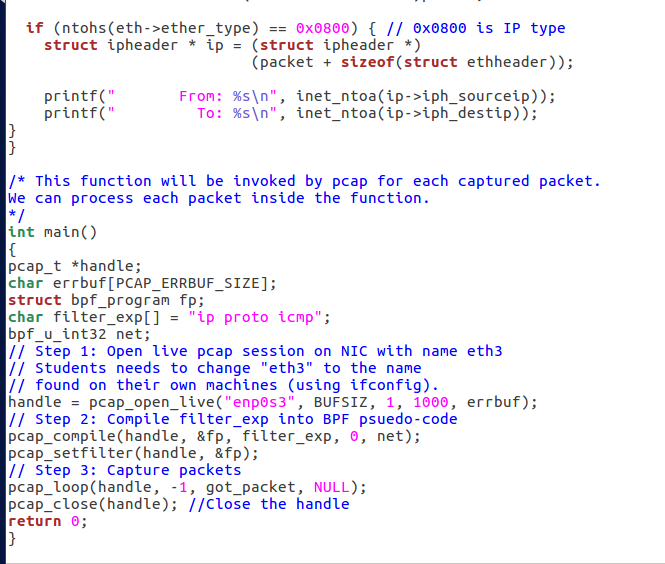 if (ntohs(eth->ether_type) == 0x0800) { // 0x0800 is IP type
struct ipheader * ip = (struct ipheader *)
(packet + sizeof(struct ethheader));
printf("       From: %s\n", inet_ntoa(ip->iph_sourceip));
printf("         To: %s\n", inet_ntoa(ip->iph_destip));
}
}
/* This function will be invoked by pcap for each captured packet.
We can process each packet inside the function.
*/
int main()
{
pcap_t *handle;
char errbuf[PCAP_ERRBUF_SIZE];
struct bpf_program fp;
char filter_exp[] = "ip proto icmp";
bpf_u_int32 net;
// Step 1: Open live pcap session on NIC with name eth3
// Students needs to change "eth3" to the name
// found on their own machines (using ifconfig).
handle = pcap_open_live("enp0s3", BUFSIZ, 1, 1000, errbuf);
// Step 2: Compile filter_exp into BPF psuedo-code
pcap_compile(handle, &fp, filter_exp, 0, net);
pcap_setfilter(handle, &fp);
// Step 3: Capture packets
pcap_loop(handle, -1, got_packet, NULL);
pcap_close(handle); //Close the handle
return 0;
}